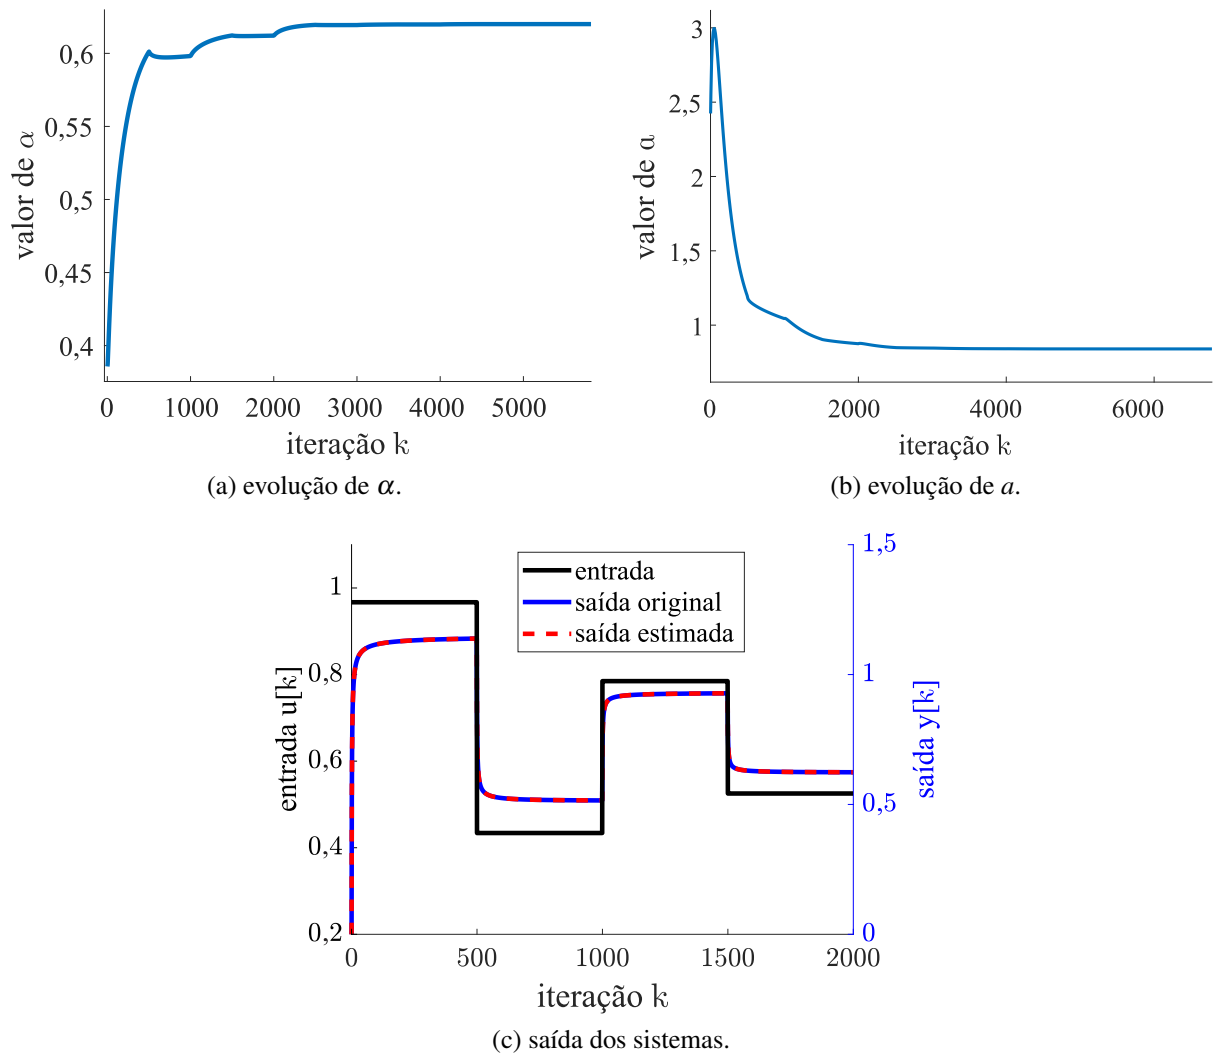 0,6
0,55
0,5
0,45
0,4
valor de α
0 1000 2000 3000 4000 5000
iteração k
(a) evolução de α.
3
2,5
2
1,5
1
valor de a
0 2000 4000 6000
iteração k
(b) evolução de a.
1
0,8
0,6
0,4
0,2
entrada u[k]
entrada
saída original
saída estimada
1,5
1
0,5
0
saída y[k]
0 500 1000 1500 2000
iteração k
(c) saída dos sistemas.